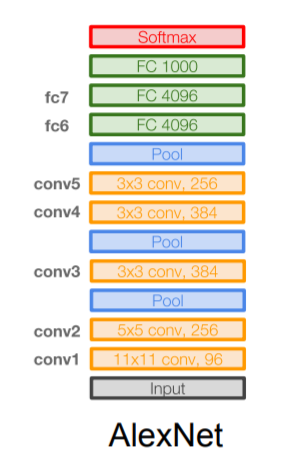 Softmax
FC 1000
fc7 FC 4096
fc6 FC 4096
Pool
conv5 3x3 conv, 256
conv4 3x3 conv, 384
Pool
conv3 3x3 conv, 384
Pool
conv2 5x5 conv, 256
conv1 11x11 conv, 96
Input
AlexNet